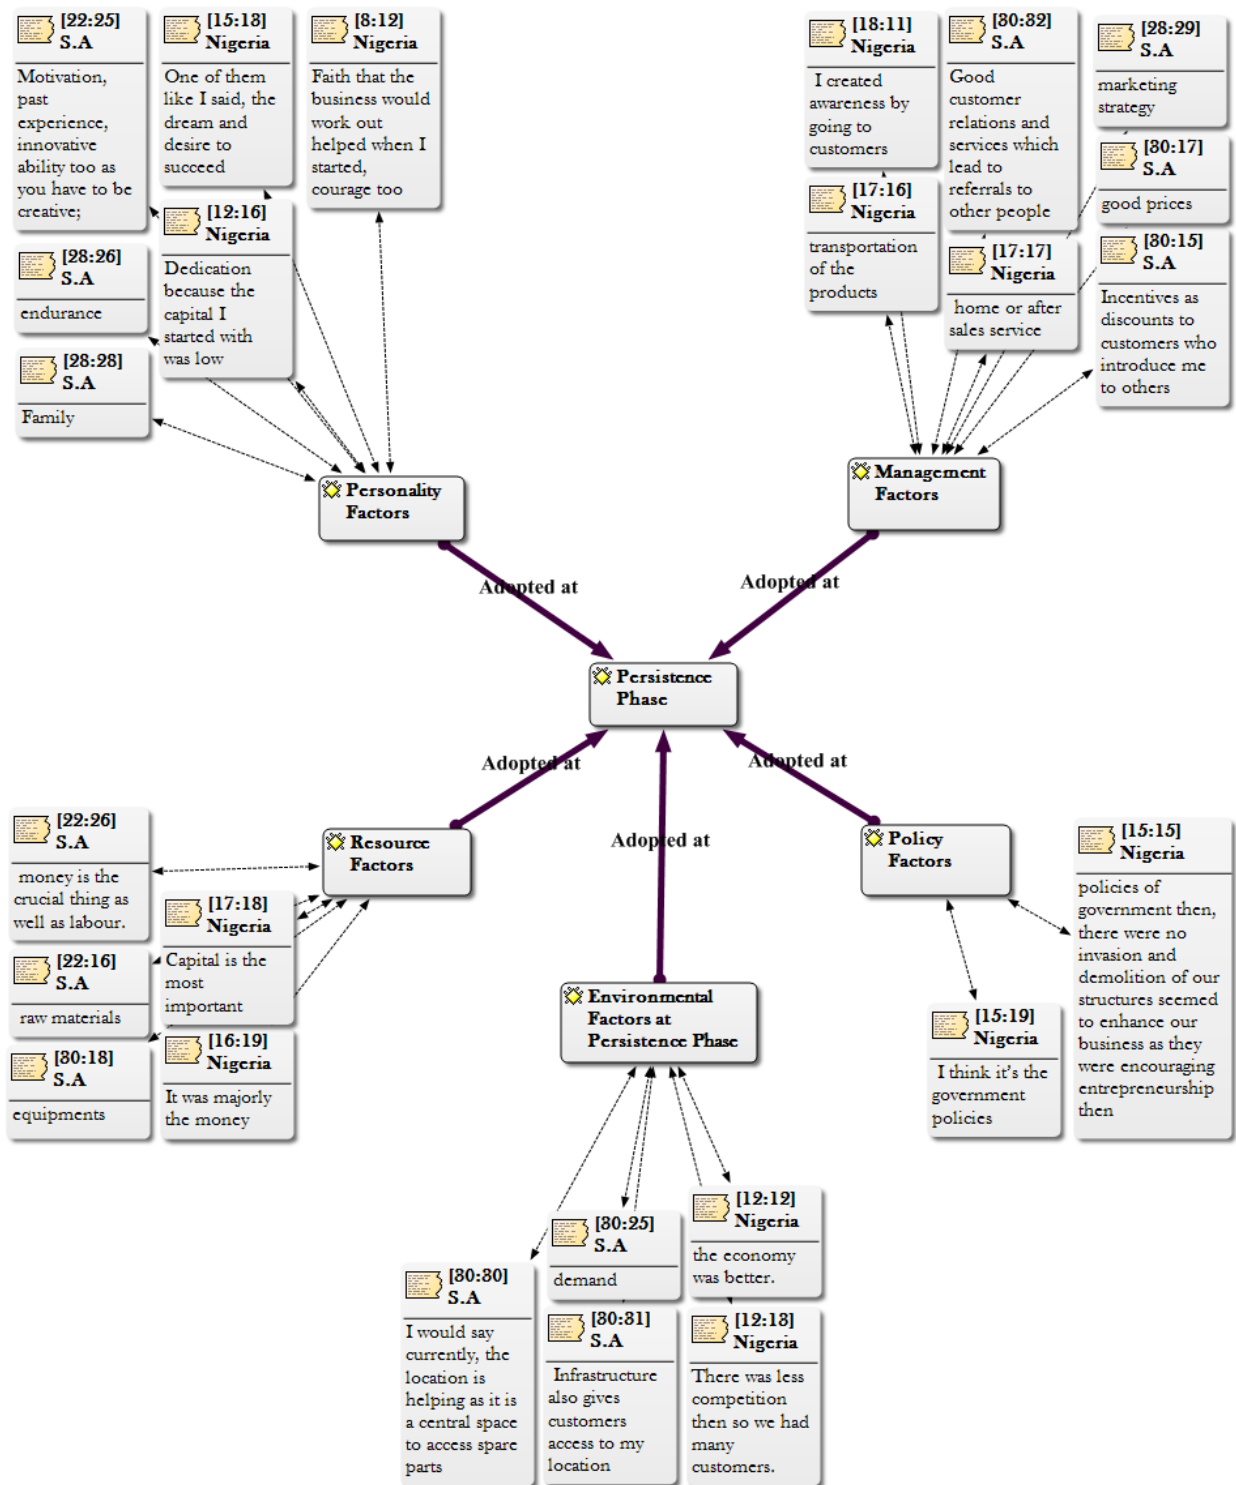 [22:25]
S.A
Motivation,
past
experience,
innovative
ability too as
you have to be
creative;
[15:18]
Nigeria
One of them
like I said, the
dream and
desire to
succeed
[8:12]
Nigeria
Faith that the
business would
work out
helped when I
started,
courage too
[12:16]
Nigeria
Dedication
because the
capital I
started with
was low
[28:26]
S.A
endurance
[28:28]
S.A
Family
[18:11]
Nigeria
I created
awareness by
going to
customers
[30:32]
S.A
Good
customer
relations and
services which
lead to
referrals to
other people
[28:29]
S.A
marketing
strategy
[30:17]
S.A
good prices
[17:16]
Nigeria
transportation
of the
products
[17:17]
Nigeria
home or after
sales service
[30:15]
S.A
Incentives as
discounts to
customers who
introduce me
to others
Personality
Factors
Management
Factors
Adopted at
Adopted at
Persistence
Phase
Adopted at
Adopted at
Adopted at
Resource
Factors
Policy
Factors
Environmental
Factors at
Persistence Phase
[22:26]
S.A
money is the
crucial thing as
well as labour.
[17:18]
Nigeria
Capital is the
most
important
[22:16]
S.A
raw materials
[16:19]
Nigeria
It was majorly
the money
[30:18]
S.A
equipments
[15:15]
Nigeria
policies of
government then,
there were no
invasion and
demolition of our
structures seemed
to enhance our
business as they
were encouraging
entrepreneurship
then
[15:19]
Nigeria
I think it's the
government
policies
[30:30]
S.A
I would say
currently, the
location is
helping as it is
a central space
to access spare
parts
[30:25]
S.A
demand
[30:31]
S.A
Infrastructure
also gives
customers
access to my
location
[12:12]
Nigeria
the economy
was better.
[12:13]
Nigeria
There was less
competition
then so we had
many
customers.